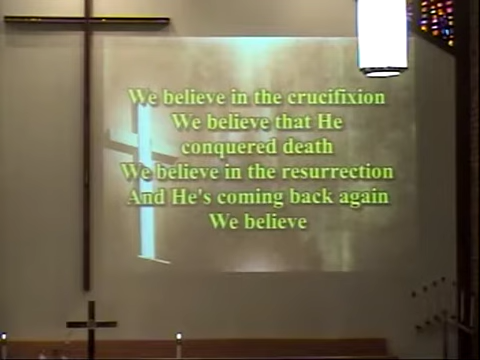 We believe in the crucifixion
We believe that He
conquered death
We believe in the resurrection
And He's coming back again
We believe